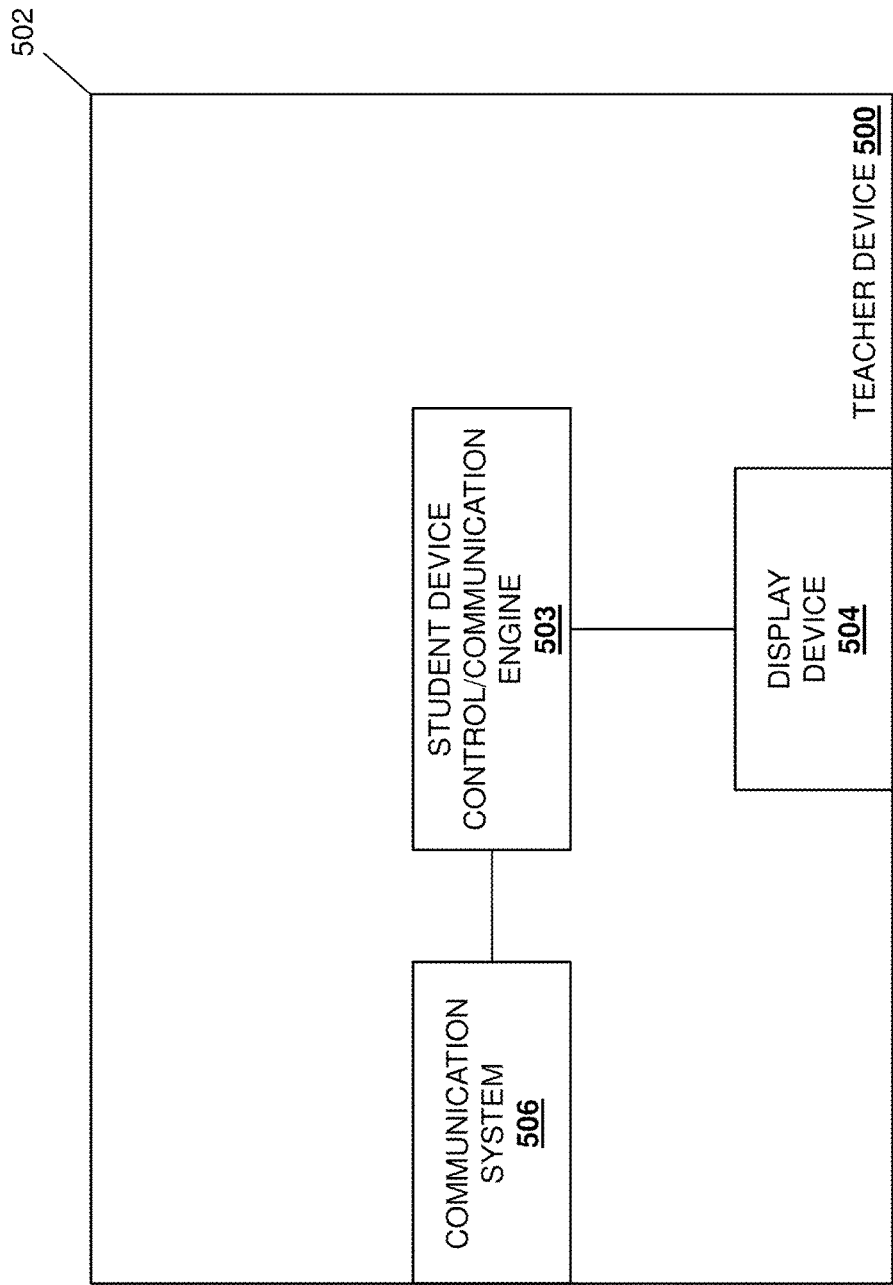 502
COMMUNICATION
SYSTEM
506
STUDENT DEVICE
CONTROL/COMMUNICATION
ENGINE
503
DISPLAY
DEVICE
504
TEACHER DEVICE 500